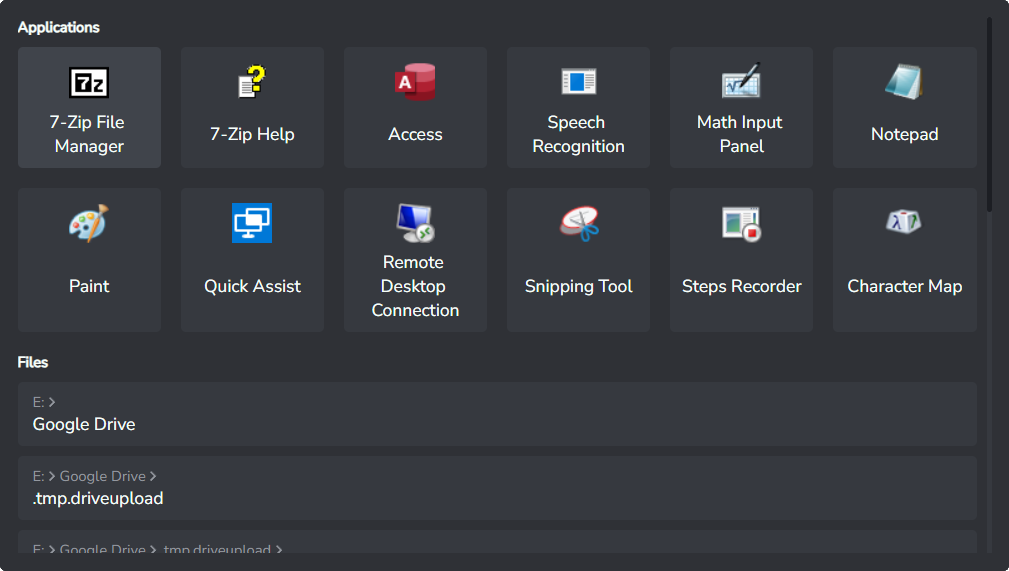 Applications
7z
7-Zip File
Manager
7-Zip Help
A
Access
Speech
Recognition
Math Input
Panel
Notepad
Paint
Quick Assist
Remote
Desktop
Connection
Snipping Tool
Steps Recorder
Character Map
Files
E: >
Google Drive
E: > Google Drive >
.tmp.driveupload
E: > Google Drive > .tmp.driveupload >